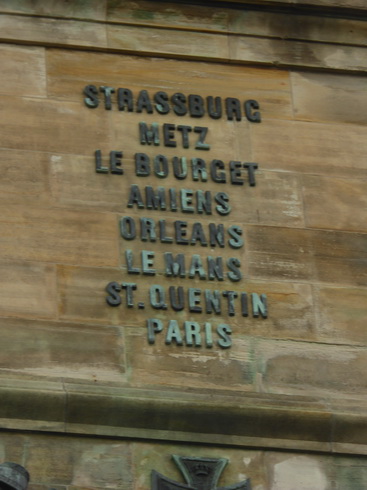 STRASSBURG
METZ
LE BOURGET
AMIENS
ORLEANS
LE MANS
ST. QUENTIN
PARIS